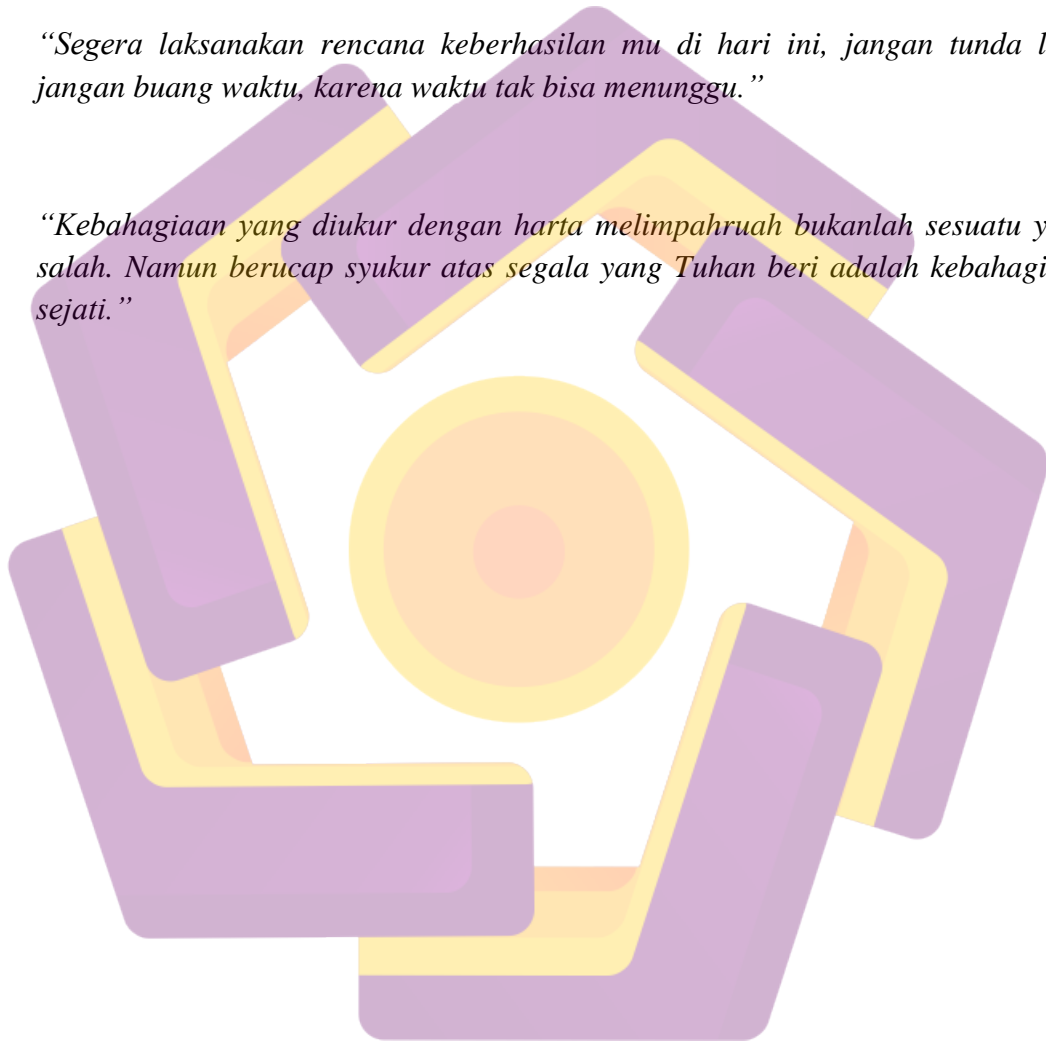 “Segera laksanakan rencana keberhasilan mu di hari ini, jangan tunda
jangan buang waktu, karena waktu tak bisa menunggu.”
“Kebahagiaan yang diukur dengan harta melimpahruah bukanlah sesuatu
salah. Namun berucap syukur atas segala yang Tuhan beri adalah
sejati.”